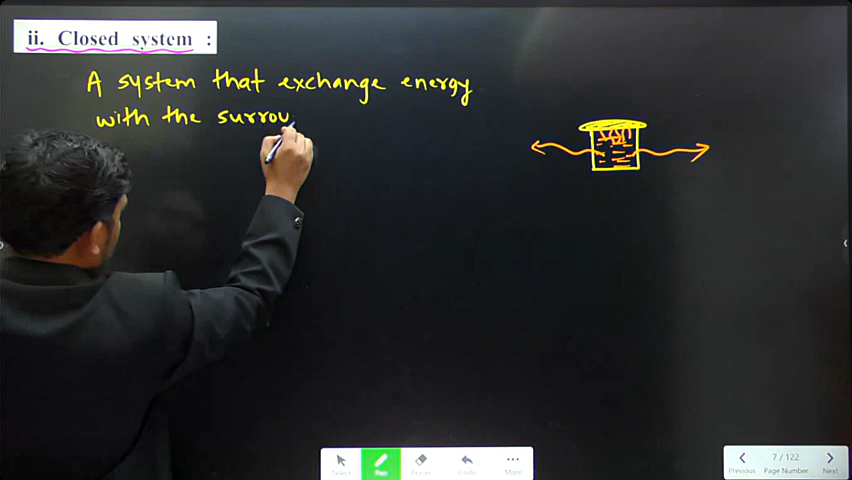 ii. Closed system :
A system that exchange energy
with the surrou
Select
Pen
Eraser
Undo
More
7 / 122
Previous
Page Number
Next